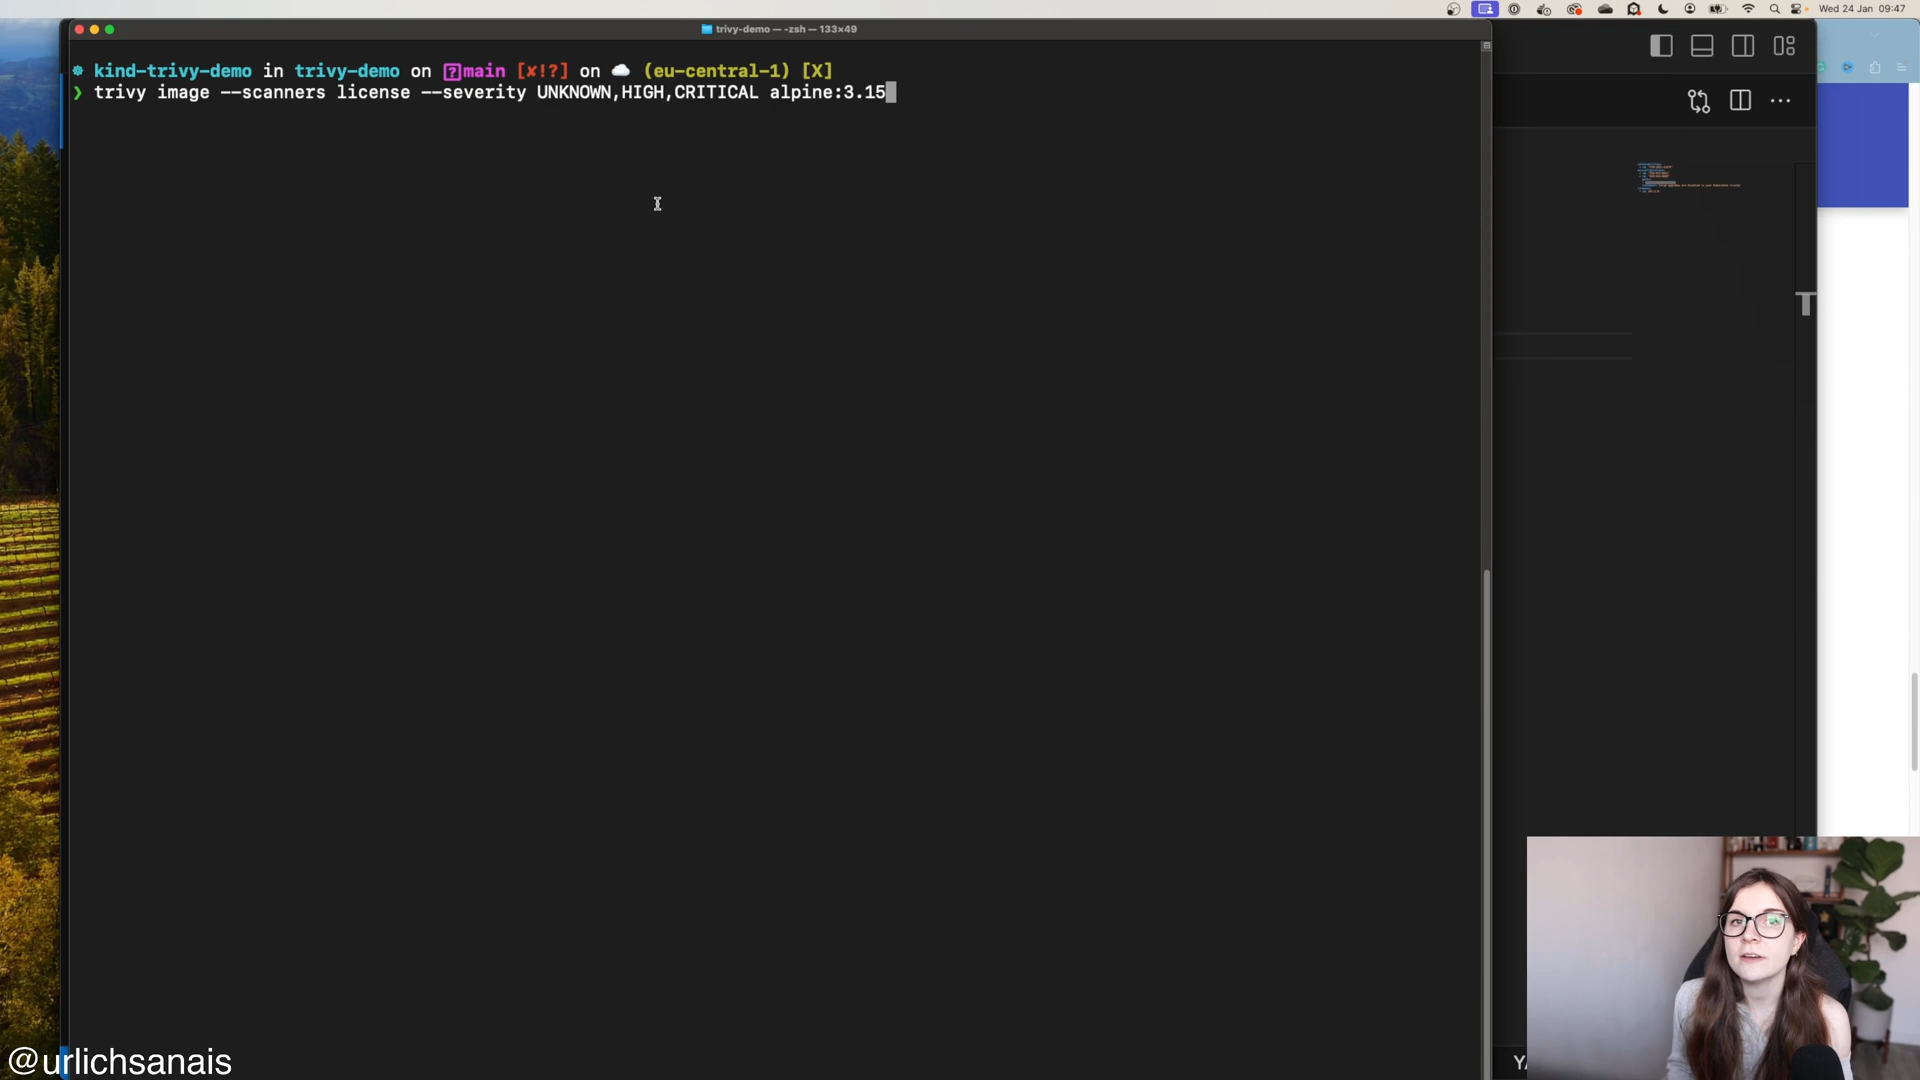 Wed 24 Jan 09:47
trivy-demo — -zsh — 133×49
kind-trivy-demo in trivy-demo on main [✘!?] on ☁️ (eu-central-1) [X]
❯ trivy image --scanners license --severity UNKNOWN,HIGH,CRITICAL alpine:3.15
T
@urlichsanais